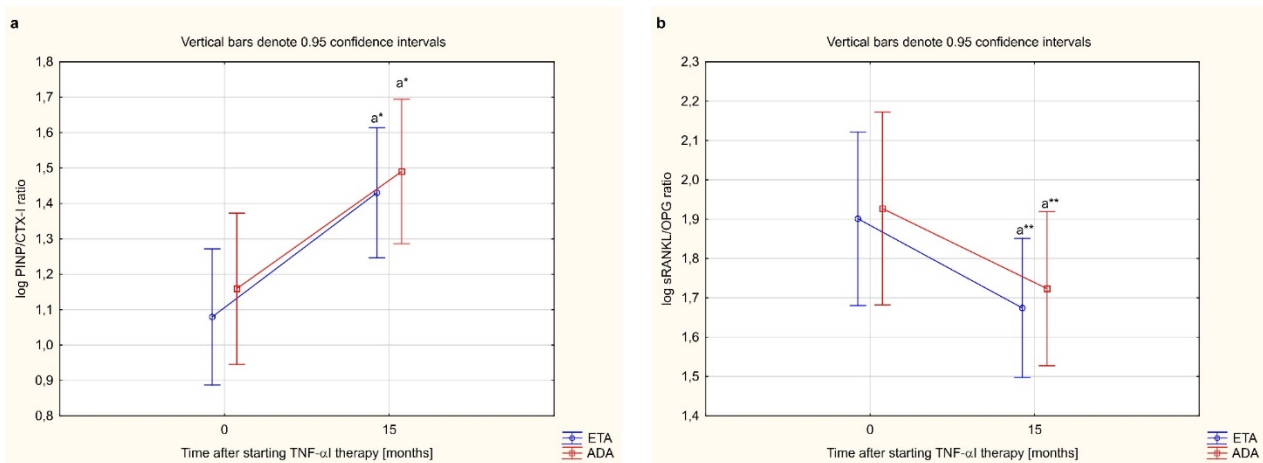 a
Vertical bars denote 0.95 confidence intervals
1,8
1,7
1,6
1,5
1,4
1,3
1,2
1,1
1,0
0,9
0,8
log PINP/CTX-I ratio
a*
a*
0
15
Time after starting TNF-αI therapy [months]
ETA
ADA
b
Vertical bars denote 0.95 confidence intervals
2,3
2,2
2,1
2,0
1,9
1,8
1,7
1,6
1,5
1,4
log sRANKL/OPG ratio
a**
a**
0
15
Time after starting TNF-αI therapy [months]
ETA
ADA